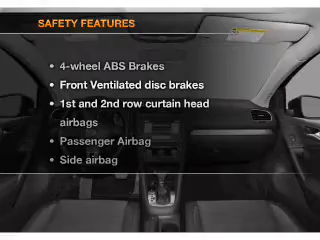 SAFETY FEATURES
• 4-wheel ABS Brakes
• Front Ventilated disc brakes
• 1st and 2nd row curtain head
airbags
• Passenger Airbag
• Side airbag